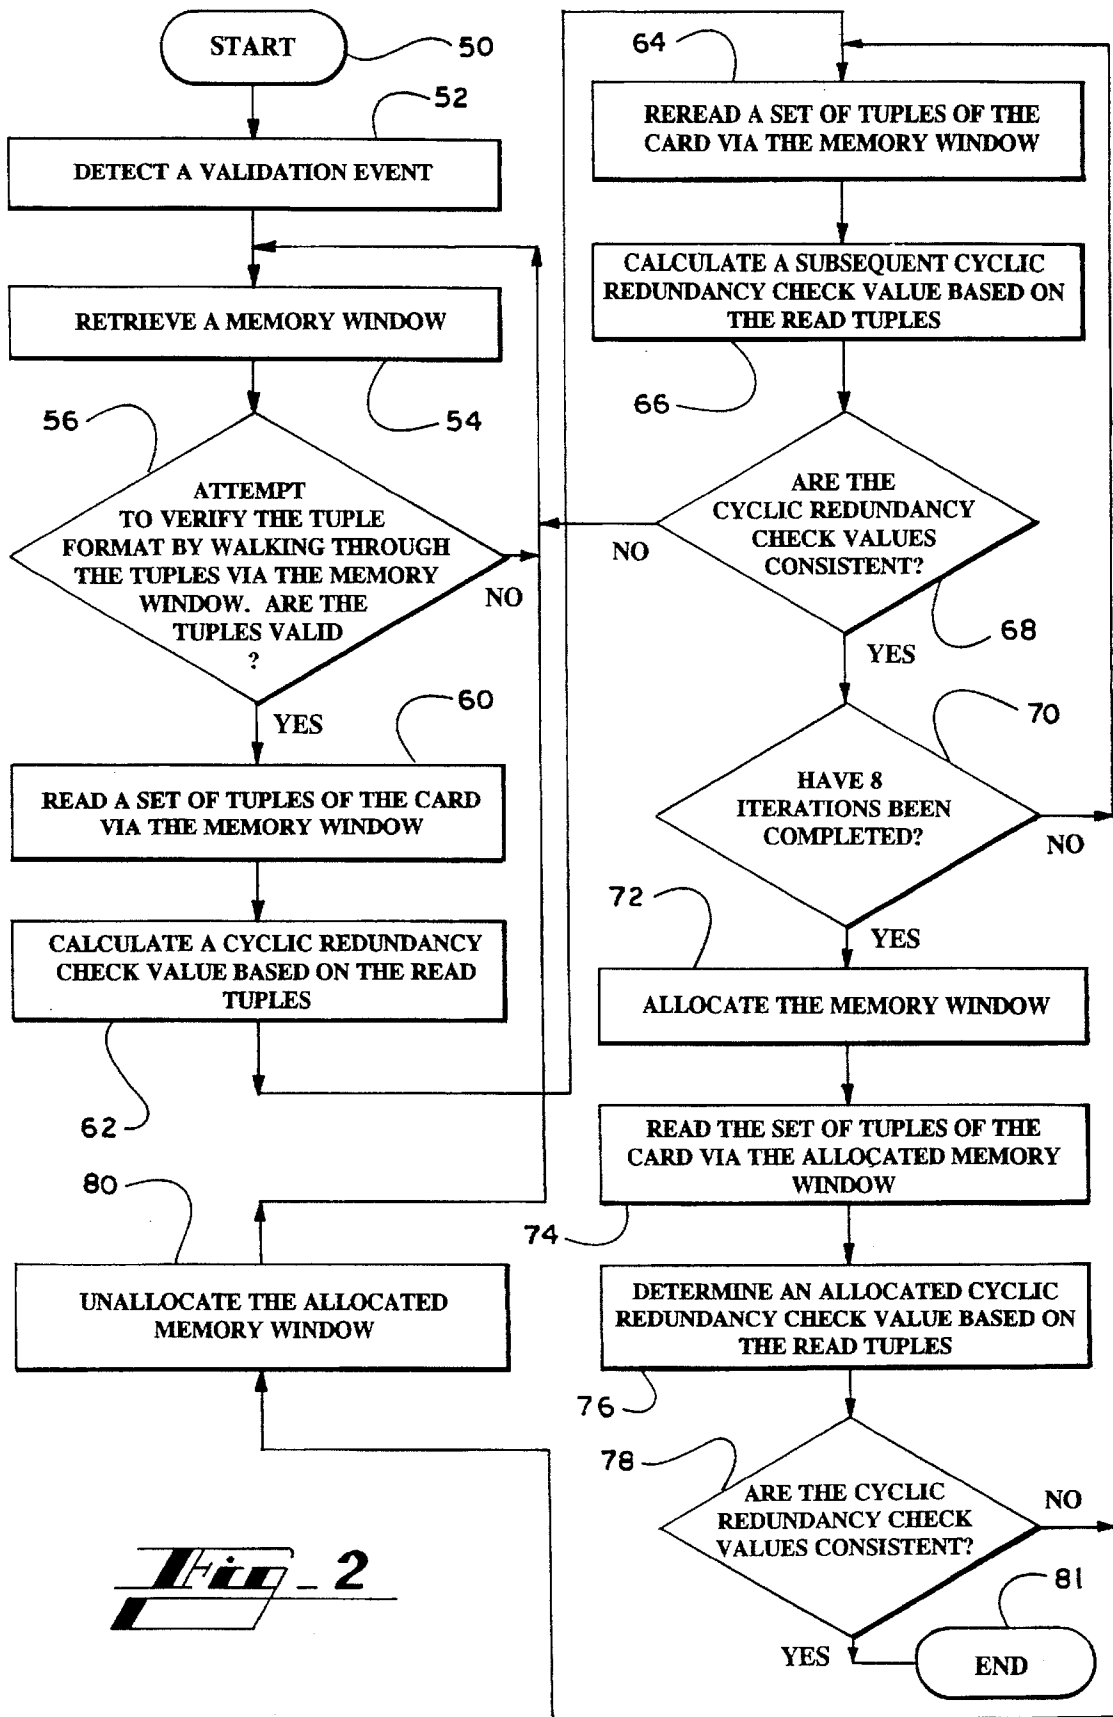 START
50
52
DETECT A VALIDATION EVENT
RETRIEVE A MEMORY WINDOW
54
56
ATTEMPT
TO VERIFY THE TUPLE
FORMAT BY WALKING THROUGH
THE TUPLES VIA THE MEMORY
WINDOW. ARE THE
TUPLES VALID
?
NO
YES
60
READ A SET OF TUPLES OF THE CARD
VIA THE MEMORY WINDOW
CALCULATE A CYCLIC REDUNDANCY
CHECK VALUE BASED ON THE READ
TUPLES
62
80
UNALLOCATE THE ALLOCATED
MEMORY WINDOW
64
REREAD A SET OF TUPLES OF THE
CARD VIA THE MEMORY WINDOW
CALCULATE A SUBSEQUENT CYCLIC
REDUNDANCY CHECK VALUE BASED ON
THE READ TUPLES
66
ARE THE
CYCLIC REDUNDANCY
CHECK VALUES
CONSISTENT?
NO
68
YES
70
HAVE 8
ITERATIONS BEEN
COMPLETED?
NO
72
YES
ALLOCATE THE MEMORY WINDOW
READ THE SET OF TUPLES OF THE
CARD VIA THE ALLOCATED MEMORY
WINDOW
74
DETERMINE AN ALLOCATED CYCLIC
REDUNDANCY CHECK VALUE BASED ON
THE READ TUPLES
76
78
ARE THE CYCLIC
REDUNDANCY CHECK
VALUES CONSISTENT?
NO
81
YES
END
Fig_2